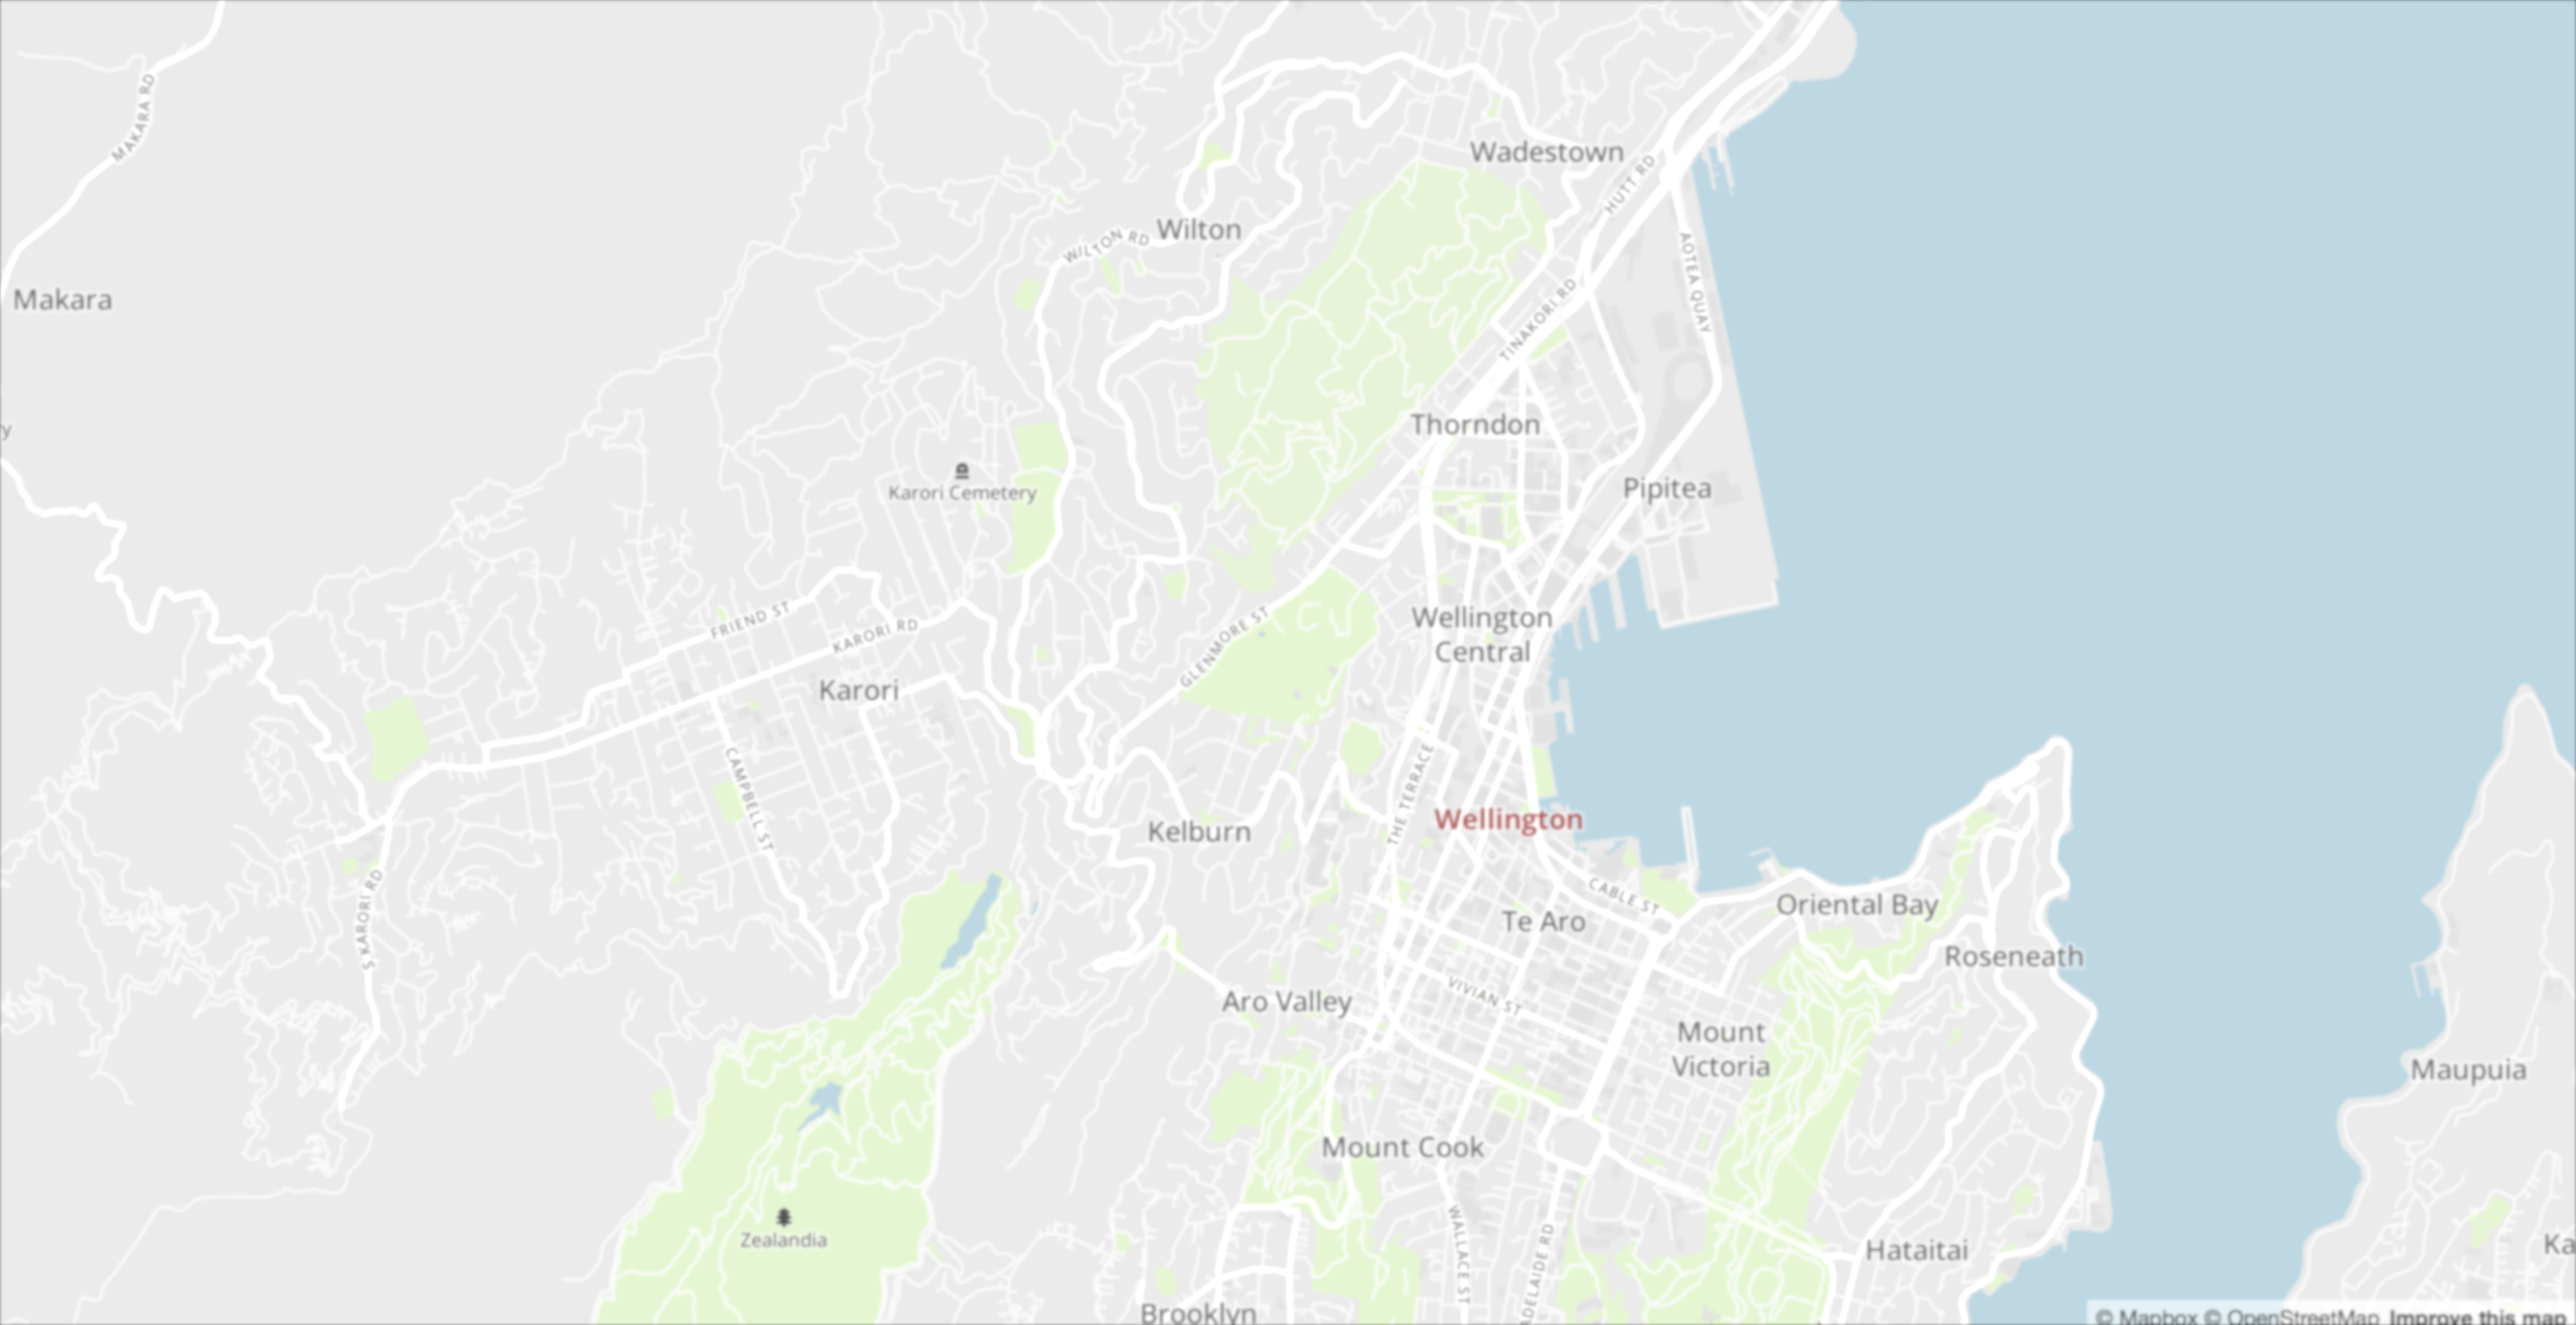 MAKARA RD
Wadestown
HUTT RD
Wilton
WILTON RD
AOTEA QUAY
Makara
TINAKORI RD
Thorndon
Karori Cemetery
Pipitea
FRIEND ST
KARORI RD
GLENMORE ST
Wellington
Central
Karori
CAMPBELL ST
THE TERRACE
Wellington
Kelburn
S KARORI RD
CABLE ST
Te Aro
Oriental Bay
Roseneath
Aro Valley
VIVIAN ST
Mount
Victoria
Maupuia
Mount Cook
WALLACE ST
ADELAIDE RD
Zealandia
Hataitai
Ka
Brooklyn
© Mapbox © OpenStreetMap Improve this map